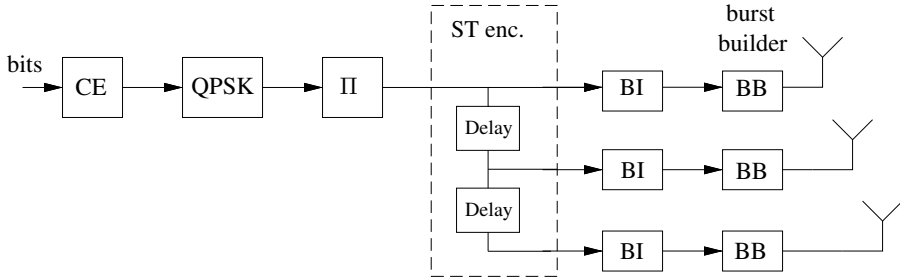 ST enc.
burst
builder
bits
CE
QPSK
Π
BI
BB
Delay
BI
BB
Delay
BI
BB